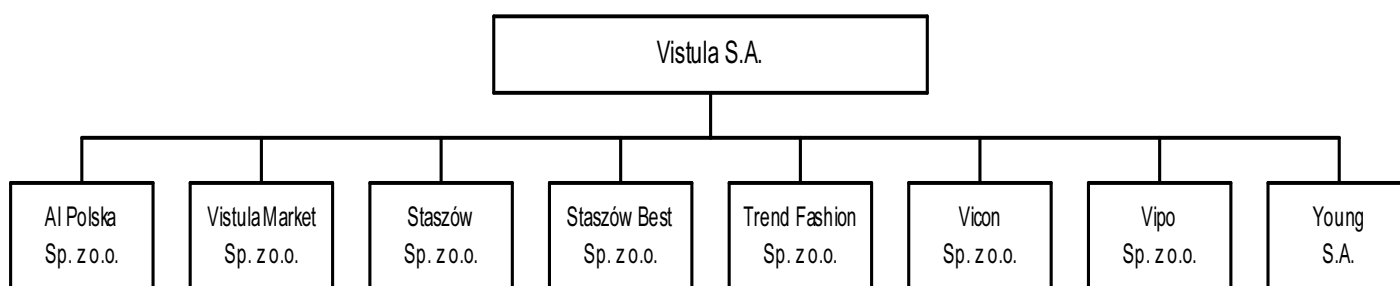 Vistula S.A.
AI Polska
Sp. z o.o.
Vistula Market
Sp. z o.o.
Staszów
Sp. z o.o.
Staszów Best
Sp. z o.o.
Trend Fashion
Sp. z o.o.
Vicon
Sp. z o.o.
Vipo
Sp. z o.o.
Young
S.A.